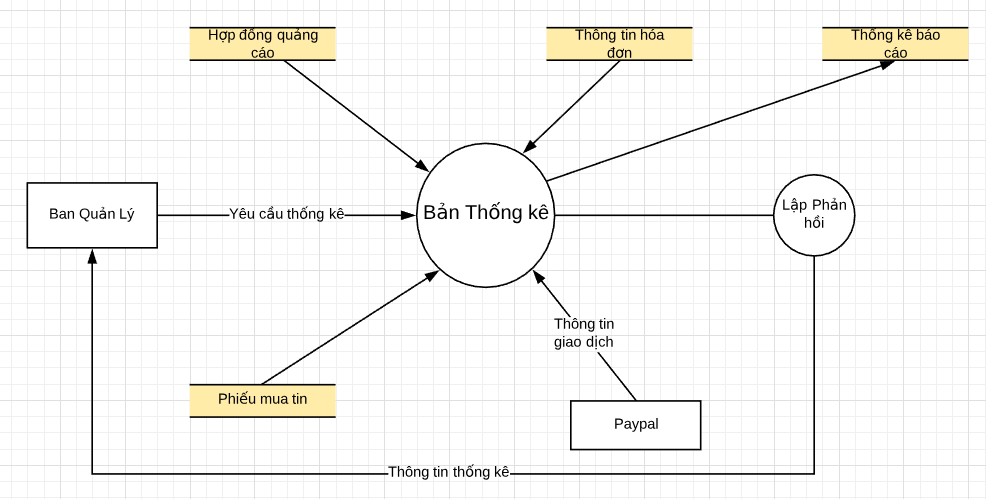 Hợp đồng quảng
cáo
Thông tin hóa
đơn
Thống kê báo
cáo
Ban Quản Lý
Yêu cầu thống kê
Bản Thống kê
Lập Phản
hồi
Thông tin
giao dịch
Phiếu mua tin
Paypal
Thông tin thống kê